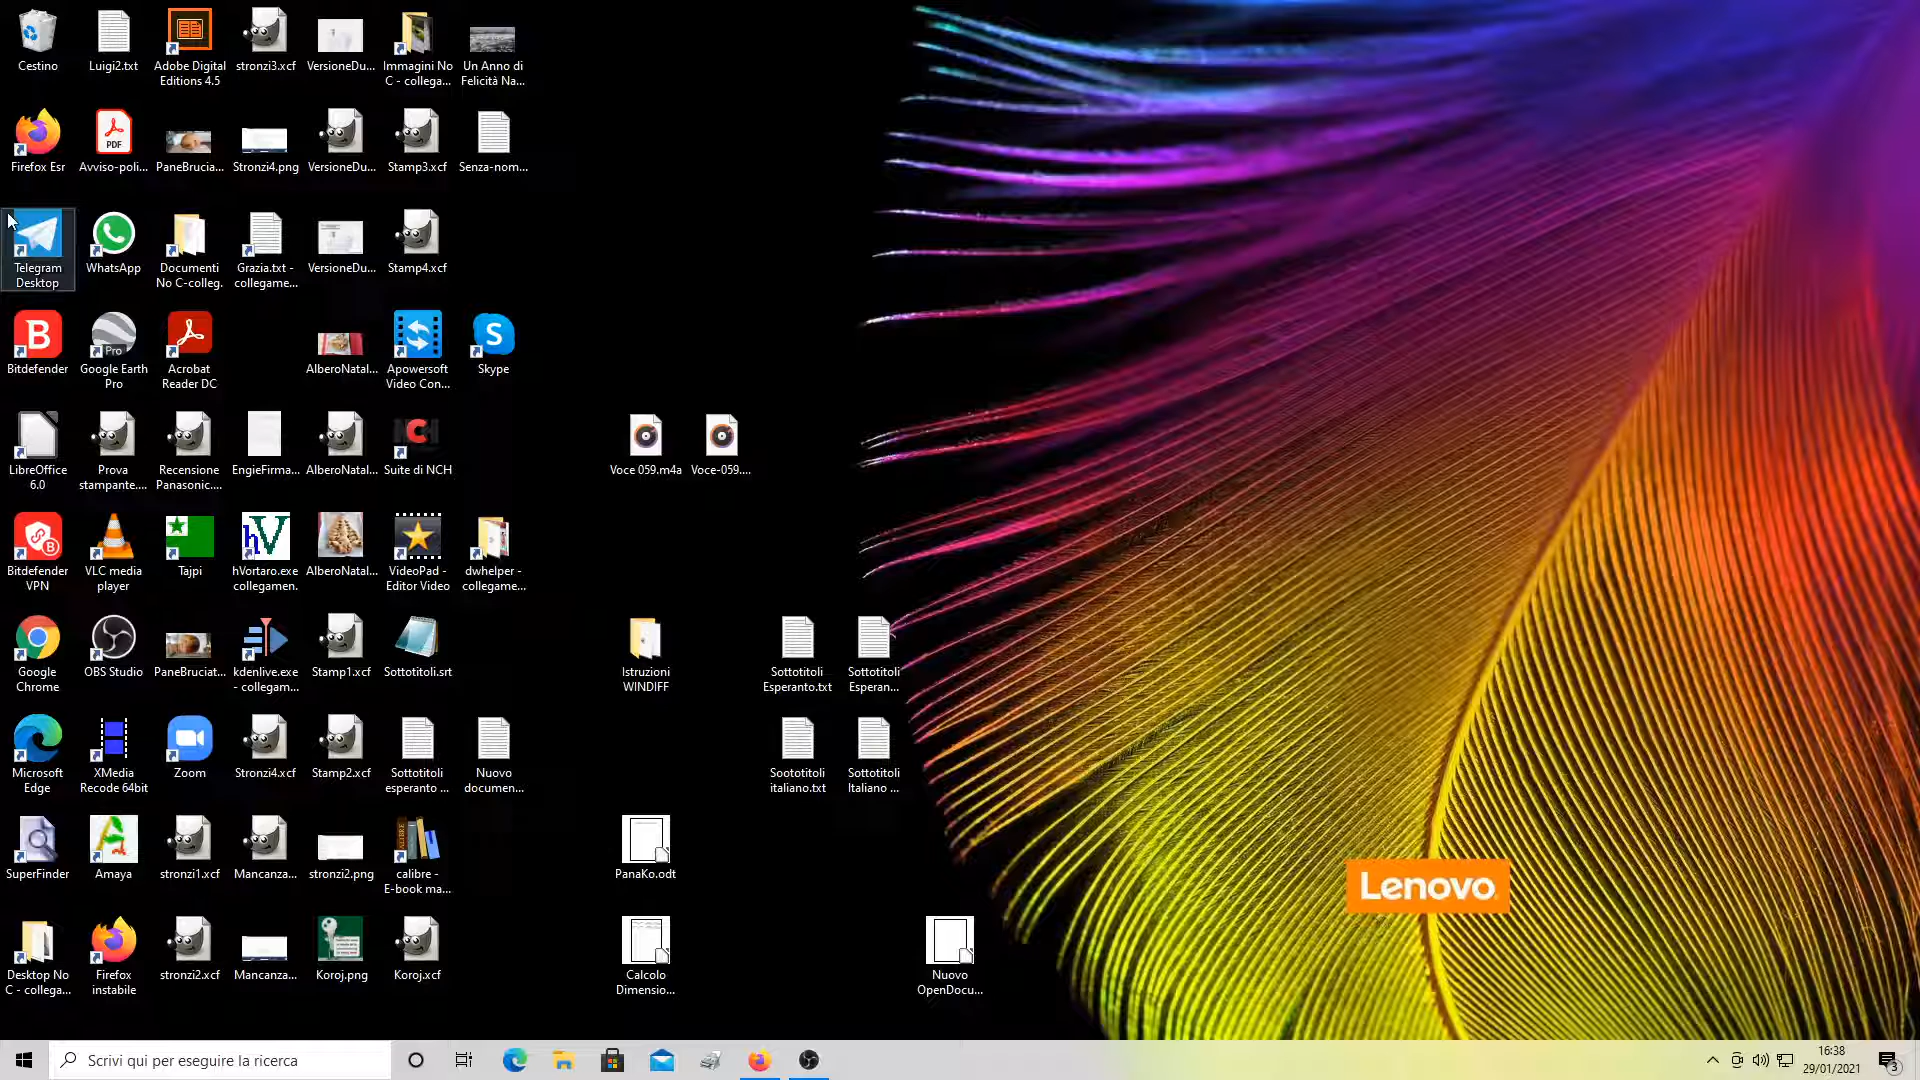 Cestino
Luigi2.txt
Adobe Digital
Editions 4.5
stronzi3.xcf
VersioneDu...
Immagini No
C - collega...
Un Anno di
Felicità Na...
Firefox Esr
PDF
Avviso-poli...
PaneBrucia...
Stronzi4.png
VersioneDu...
Stamp3.xcf
Senza-nom...
Telegram
Desktop
WhatsApp
Documenti
No C-colleg.
Grazia.txt -
collegame...
VersioneDu...
Stamp4.xcf
B
Bitdefender
Pro
Google Earth
Pro
Acrobat
Reader DC
AlberoNatal...
Apowersoft
Video Con...
S
Skype
LibreOffice
6.0
Prova
stampante....
Recensione
Panasonic....
EngieFirma...
AlberoNatal...
NCH
Suite di NCH
Voce 059.m4a
Voce-059....
B
Bitdefender
VPN
VLC media
player
Tajpi
hV
hVortaro.exe
collegamen.
AlberoNatal...
VideoPad -
Editor Video
dwhelper -
collegame...
Google
Chrome
OBS Studio
PaneBruciat...
kdenlive.exe
- collegam...
Stamp1.xcf
Sottotitoli.srt
Istruzioni
WINDIFF
Sottotitoli
Esperanto.txt
Sottotitoli
Esperan...
Microsoft
Edge
XMedia
Recode 64bit
Zoom
Stronzi4.xcf
Stamp2.xcf
Sottotitoli
esperanto ...
Nuovo
documen...
Soototitoli
italiano.txt
Sottotitoli
Italiano ...
SuperFinder
Amaya
stronzi1.xcf
Mancanza...
stronzi2.png
CALIBRE
calibre -
E-book ma...
PanaKo.odt
Lenovo
Desktop No
C - collega...
Firefox
instabile
stronzi2.xcf
Mancanza...
Koroj.png
Koroj.xcf
Calcolo
Dimensio...
Nuovo
OpenDocu...
Scrivi qui per eseguire la ricerca
16:38
29/01/2021
3